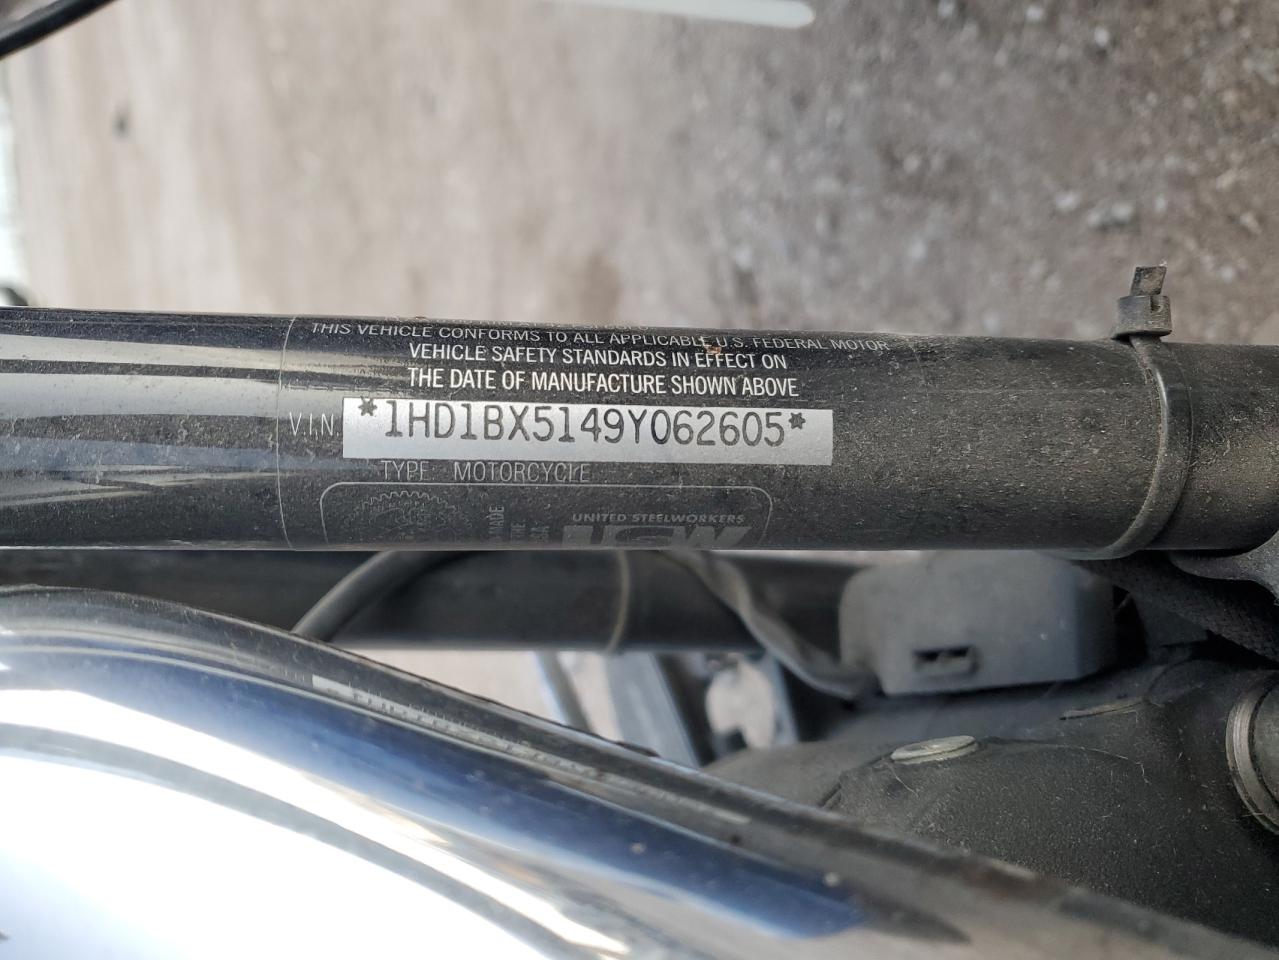 THIS VEHICLE CONFORMS TO ALL APPLICABLE U.S. FEDERAL MOTOR
VEHICLE SAFETY STANDARDS IN EFFECT ON
THE DATE OF MANUFACTURE SHOWN ABOVE
V.I.N. *1HD1BX5149Y062605*
TYPE MOTORCYCLE
MADE
UNITED STEELWORKERS